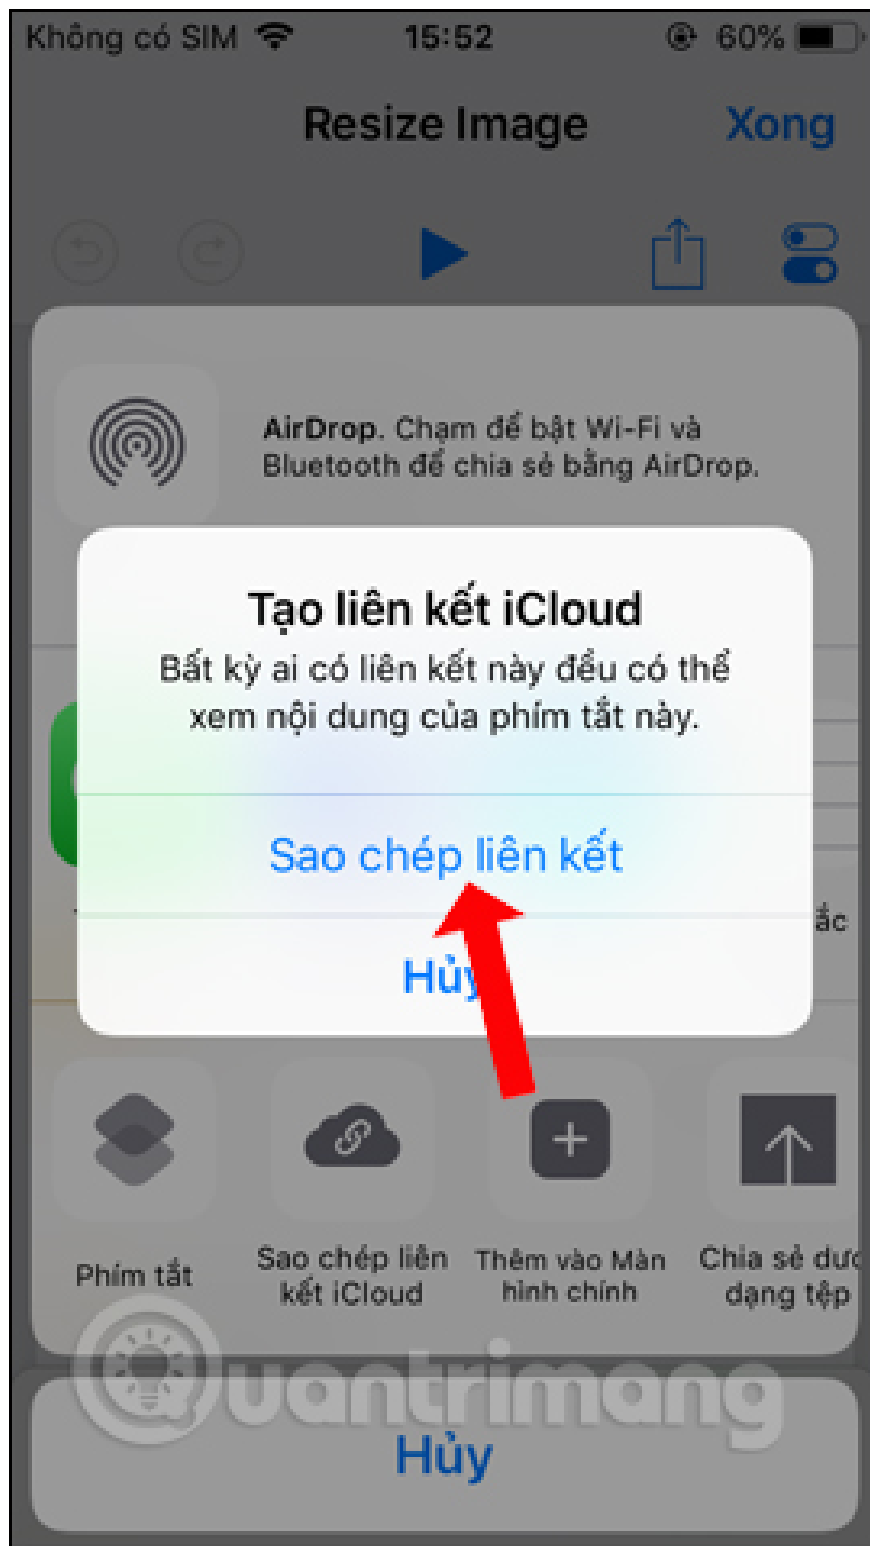 Không có SIM 15:52 60%
Resize Image Xong
AirDrop. Chạm để bật Wi-Fi và
Bluetooth để chia sẻ bằng AirDrop.
Tạo liên kết iCloud
Bất kỳ ai có liên kết này đều có thể
xem nội dung của phím tắt này.
Sao chép liên kết
ắc
Hủy
Phím tắt
Sao chép liên
kết iCloud
Thêm vào Màn
hình chính
Chia sẻ dướ
dạng tệp
Quantrimang
Hủy